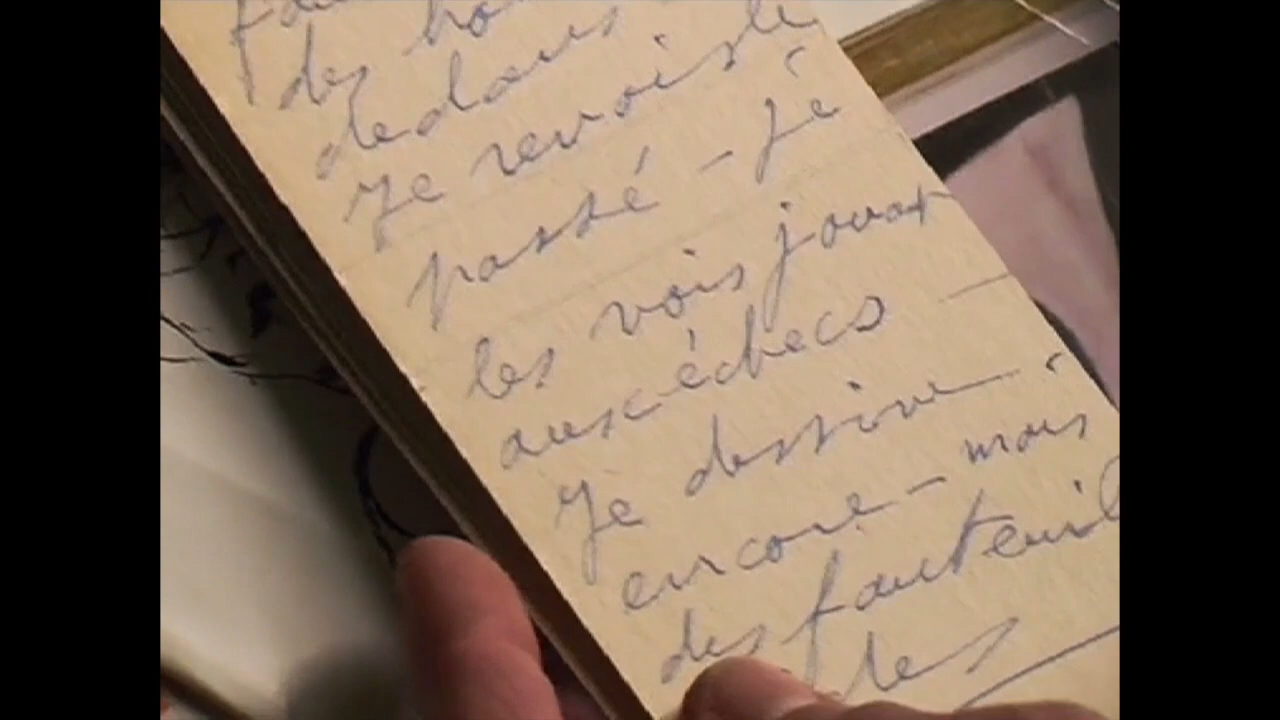 des
dedans
Je revois le
passé - je
les vois jouer
aux échecs -
Je dessine
encore - mais
des fauteuils